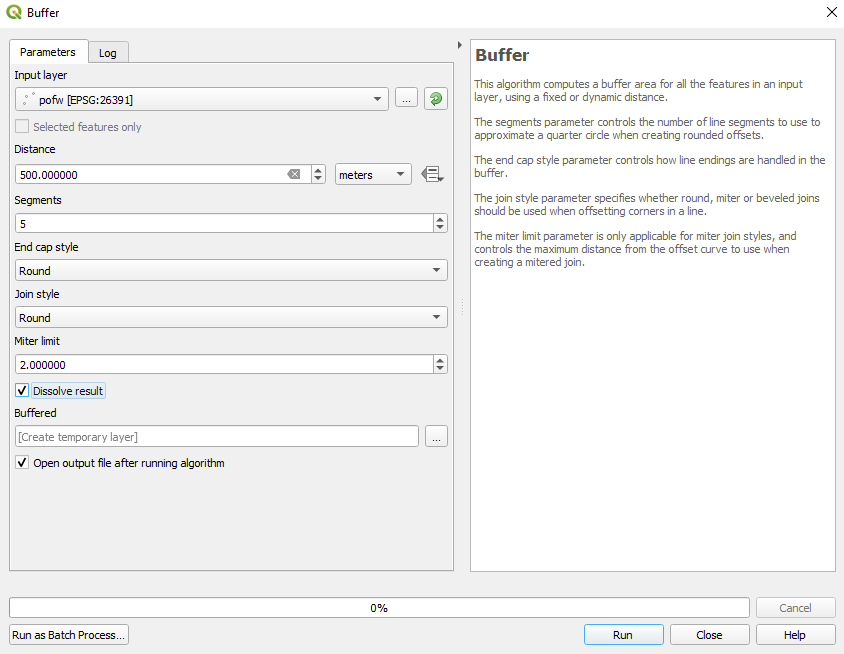 Buffer
Parameters
Log
Input layer
pofw [EPSG:26391]
...
Selected features only
Distance
500.000000
meters
Segments
5
End cap style
Round
Join style
Round
Miter limit
2.000000
Dissolve result
Buffered
[Create temporary layer]
...
Open output file after running algorithm
Buffer
This algorithm computes a buffer area for all the features in an input
layer, using a fixed or dynamic distance.
The segments parameter controls the number of line segments to use to
approximate a quarter circle when creating rounded offsets.
The end cap style parameter controls how line endings are handled in the
buffer.
The join style parameter specifies whether round, miter or beveled joins
should be used when offsetting corners in a line.
The miter limit parameter is only applicable for miter join styles, and
controls the maximum distance from the offset curve to use when
creating a mitered join.
0%
Cancel
Run as Batch Process...
Run
Close
Help